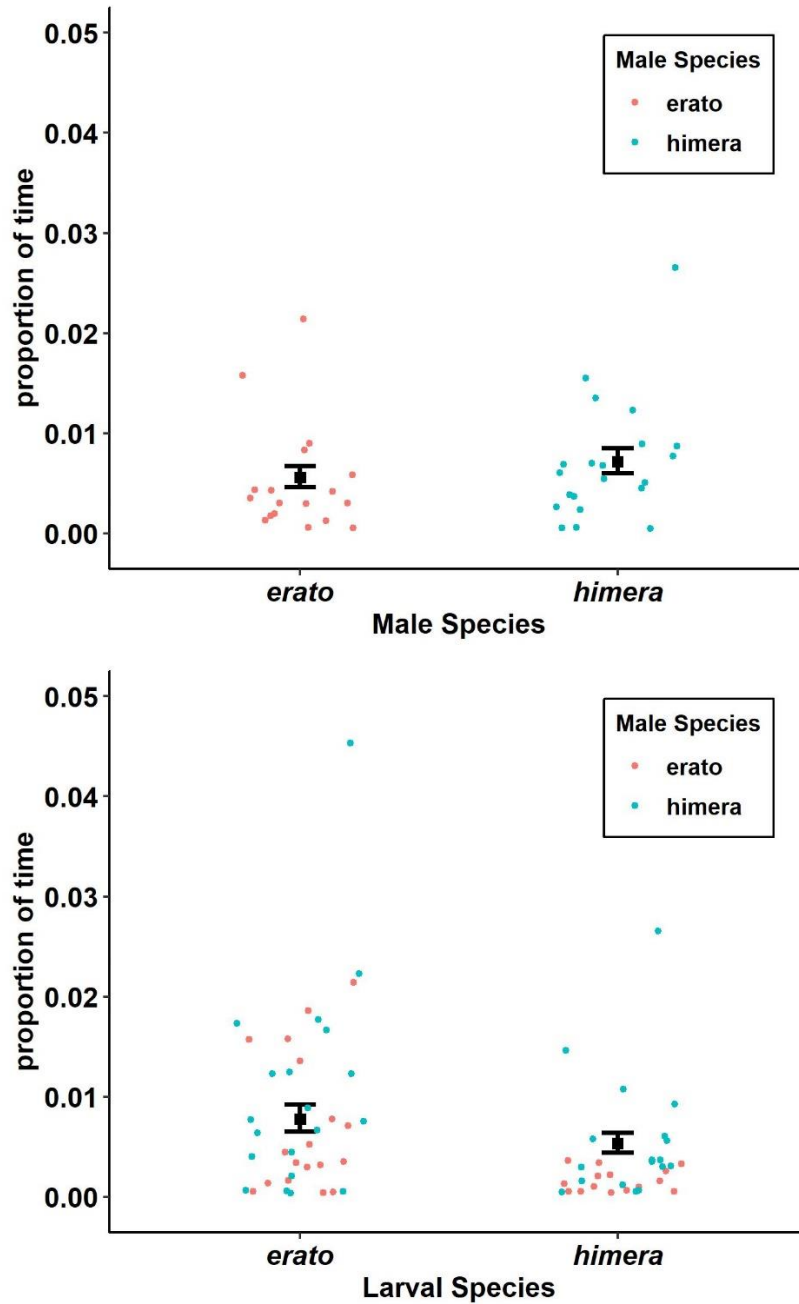 0.05
0.04
0.03
0.02
0.01
0.00
proportion of time
Male Species
erato
himera
erato
himera
Male Species
0.05
0.04
0.03
0.02
0.01
0.00
proportion of time
Male Species
erato
himera
erato
himera
Larval Species